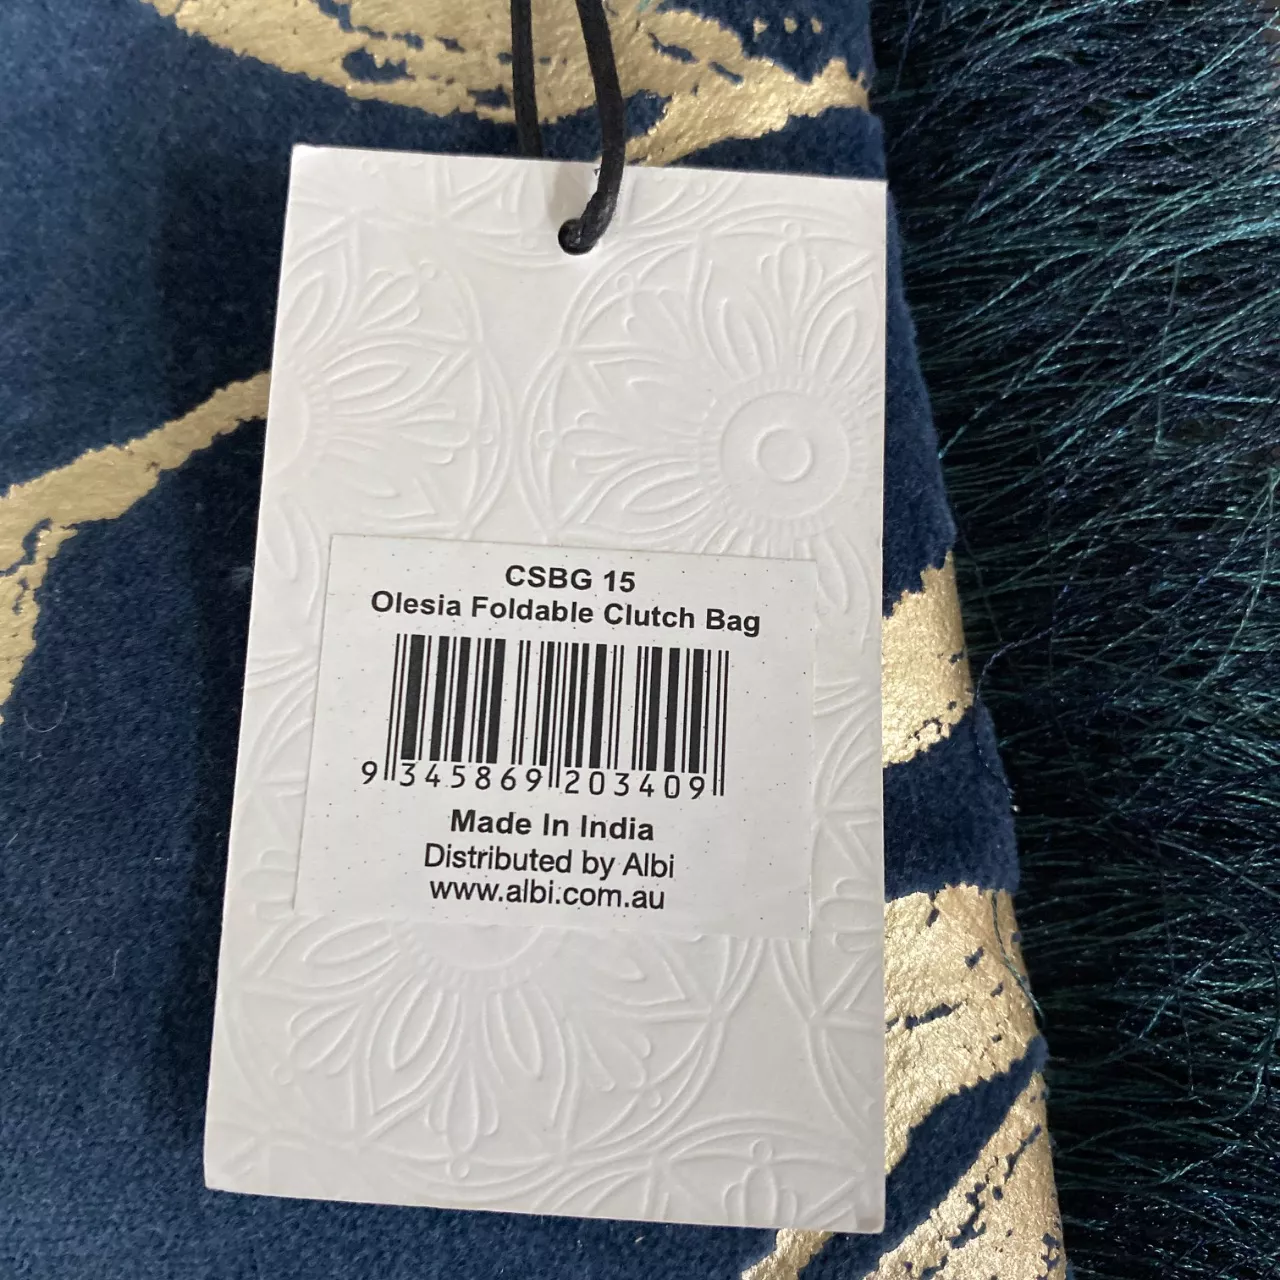 CSBG 15
Olesia Foldable Clutch Bag
9 345869 203409
Made In India
Distributed by Albi
www.albi.com.au